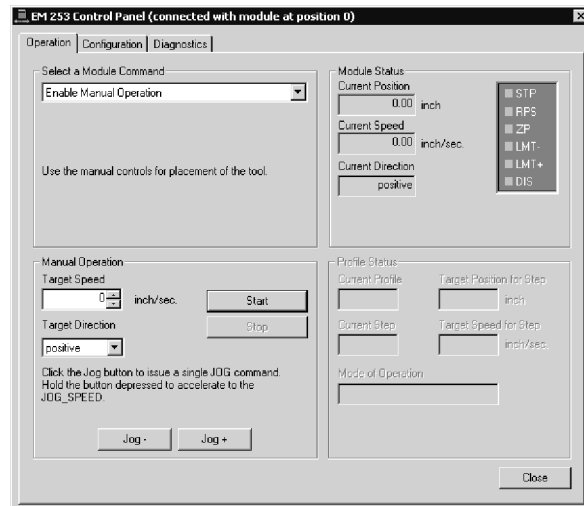 EM 253 Control Panel (connected with module at position 0)
Operation Configuration Diagnostics
Select a Module Command
Enable Manual Operation
Use the manual controls for placement of the tool.
Module Status
Current Position
0.00 inch
Current Speed
0.00 inch/sec.
Current Direction
positive
STP
RPS
ZP
LMT-
LMT+
DIS
Manual Operation
Target Speed
0 inch/sec.
Start
Target Direction
Stop
positive
Click the Jog button to issue a single JOG command.
Hold the button depressed to accelerate to the
JOG_SPEED.
Jog - Jog +
Profile Status
Current Profile Target Position for Step
inch
Current Step Target Speed for Step
inch/sec.
Mode of Operation
Close